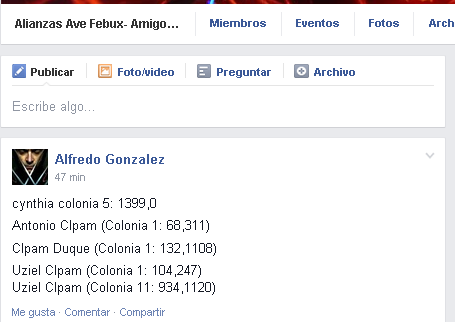 Alianzas Ave Febux- Amigo... Miembros Eventos Fotos Arch
Publicar Foto/video Preguntar Archivo
Escribe algo...
Alfredo Gonzalez
47 min
cynthia colonia 5: 1399,0
Antonio Clpam (Colonia 1: 68,311)
Clpam Duque (Colonia 1: 132,1108)
Uziel Clpam (Colonia 1: 104,247)
Uziel Clpam (Colonia 11: 934,1120)
Me gusta · Comentar · Compartir